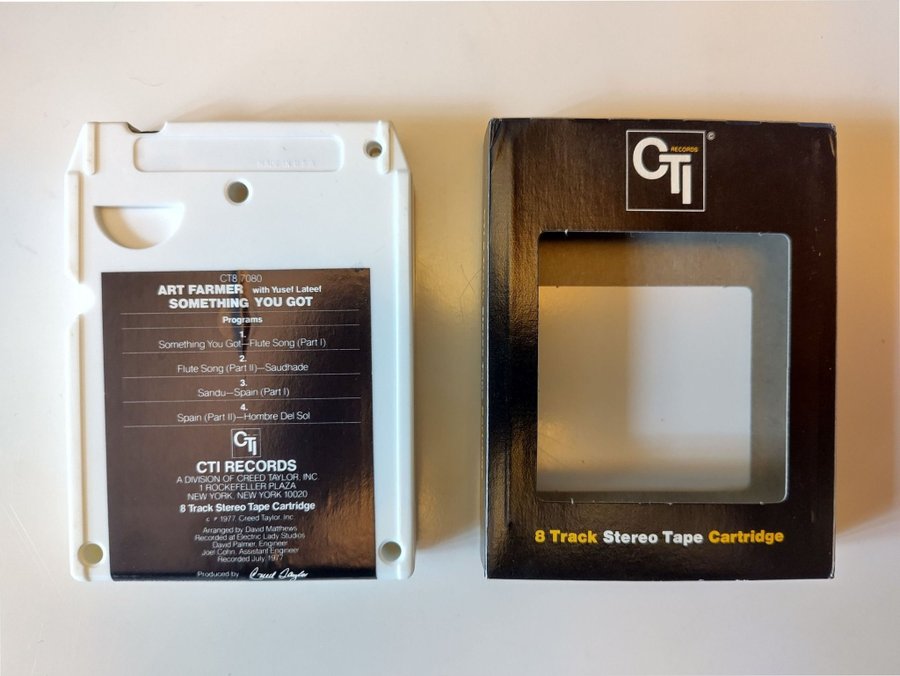 CT8 7080
ART FARMER with Yusef Lateef
SOMETHING YOU GOT
Programs
1.
Something You Got—Flute Song (Part I)
2.
Flute Song (Part II)—Saudhade
3.
Sandu—Spain (Part I)
4.
Spain (Part II)—Hombre Del Sol
CTI
CTI RECORDS
A DIVISION OF CREED TAYLOR, INC.
1 ROCKEFELLER PLAZA
NEW YORK, NEW YORK 10020
8 Track Stereo Tape Cartridge
© ℗ 1977 Creed Taylor, Inc.
Arranged by David Matthews
Recorded at Electric Lady Studios
David Palmer, Engineer
Joel Cohn, Assistant Engineer
Recorded July, 1977
Produced by Creed Taylor
CTI RECORDS ©
8 Track Stereo Tape Cartridge